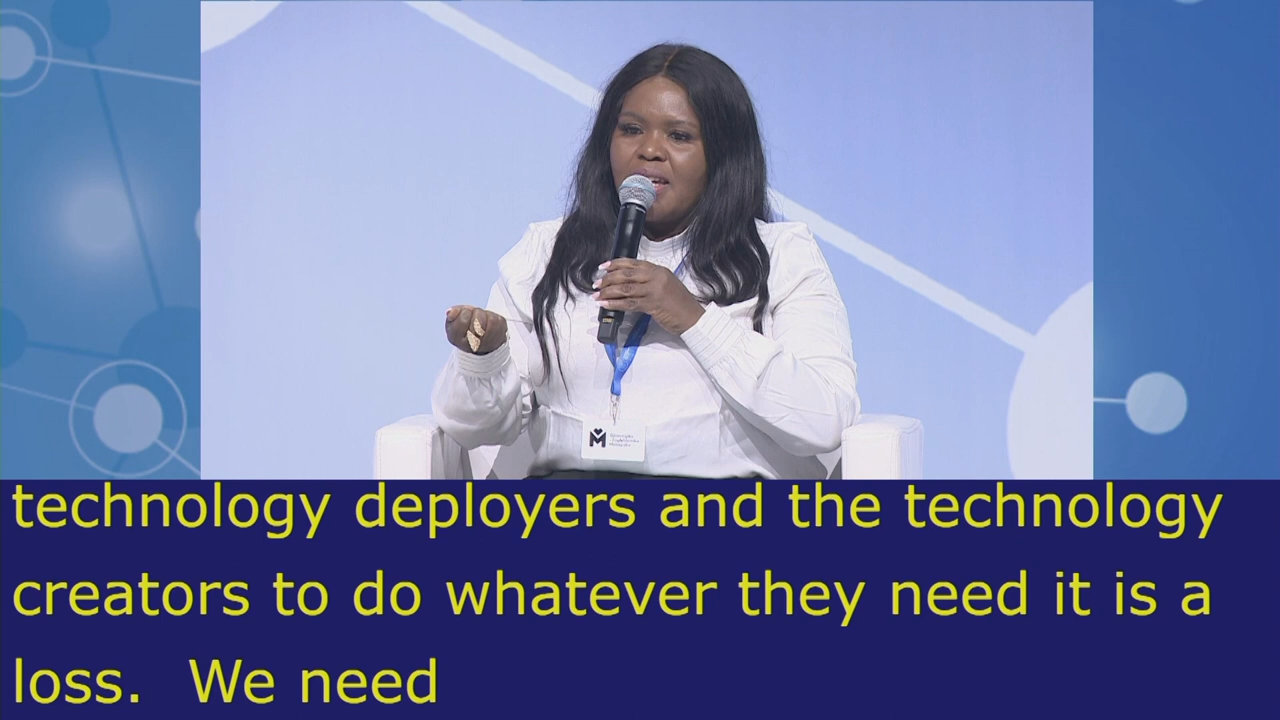 M
technology deployers and the technology
creators to do whatever they need it is a
loss.  We need